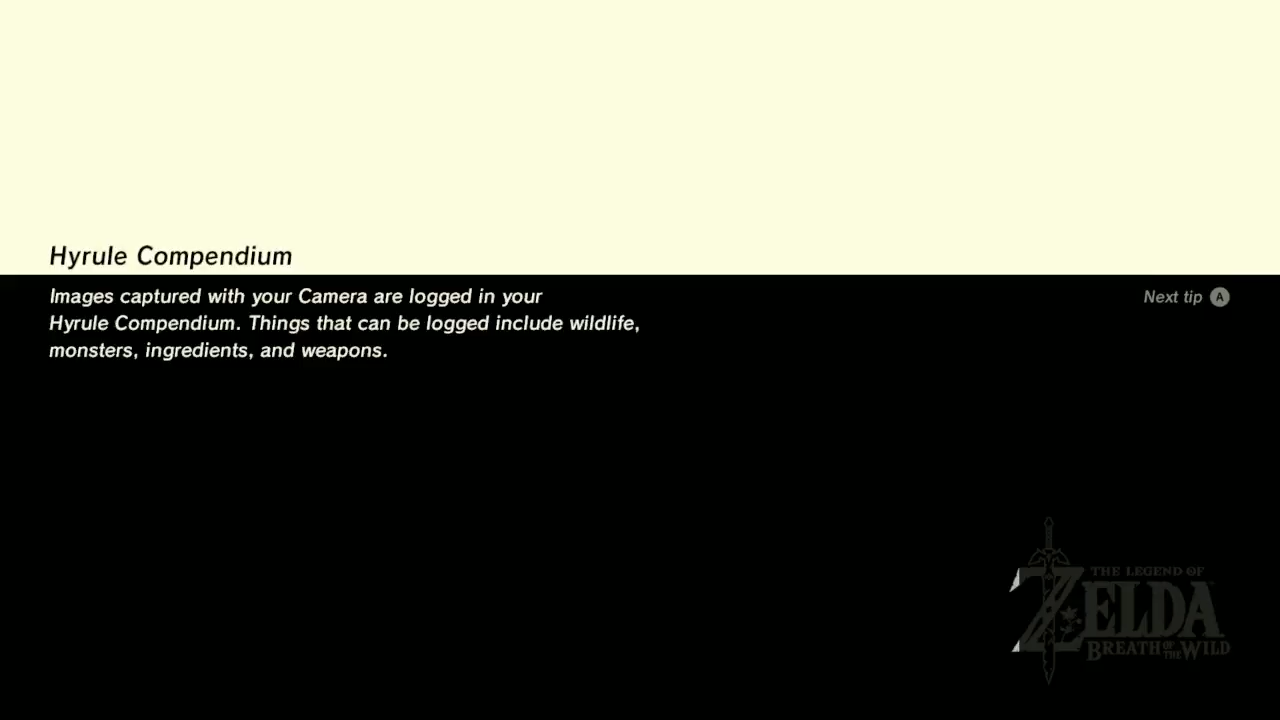 Hyrule Compendium
Images captured with your Camera are logged in your
Hyrule Compendium. Things that can be logged include wildlife,
monsters, ingredients, and weapons.
Next tip A
THE LEGEND OF
ZELDA
BREATH OF THE WILD